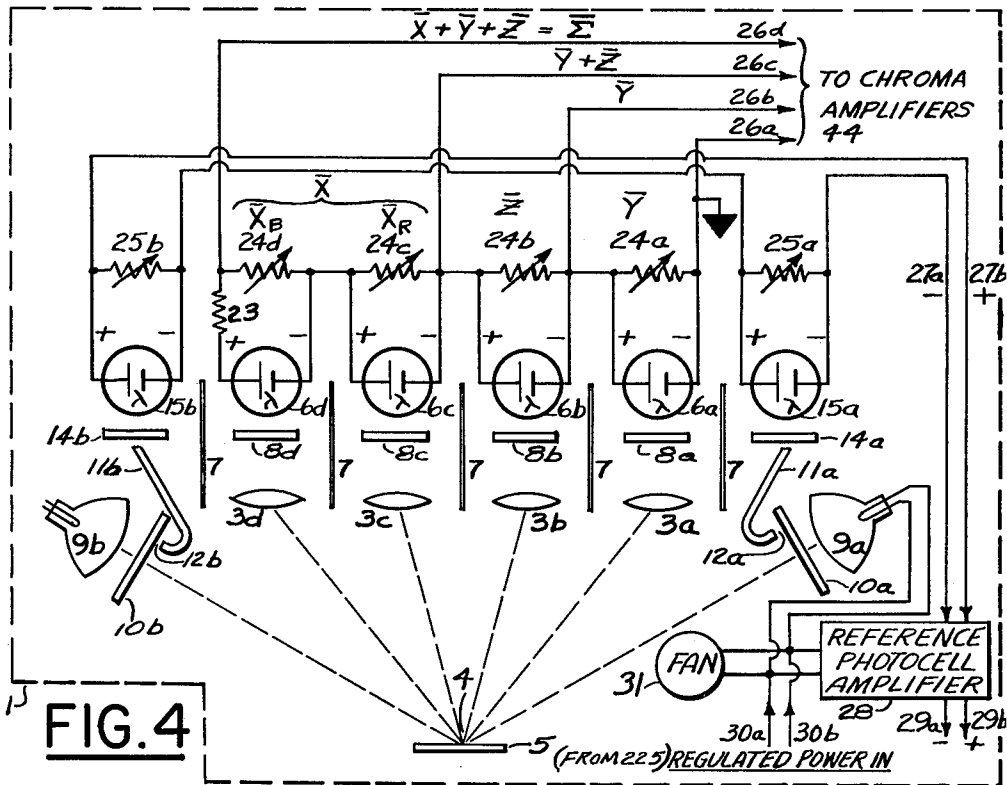 X̄ + Ȳ + Z̄ = Σ̄ 26d
Ȳ + Z̄ 26c
TO CHROMA
Ȳ 26b
AMPLIFIERS
26a
44
X̄
X̄B X̄R Z̄ Ȳ
25b 24d 24c 24b 24a 25a 27a 27b
- +
23
+ - + - + - + - + - + -
λ λ λ λ λ λ
15b 6d 6c 6b 6a 15a
14b 8d 8c 8b 8a 14a
11b 7 7 7 7 7 11a
9b 3d 3c 3b 3a 9a
12b 12a
10b 10a
REFERENCE
PHOTOCELL
AMPLIFIER
FAN
31
4
28
1 5 30a 30b 29a 29b
- +
FIG. 4
(FROM 225) REGULATED POWER IN